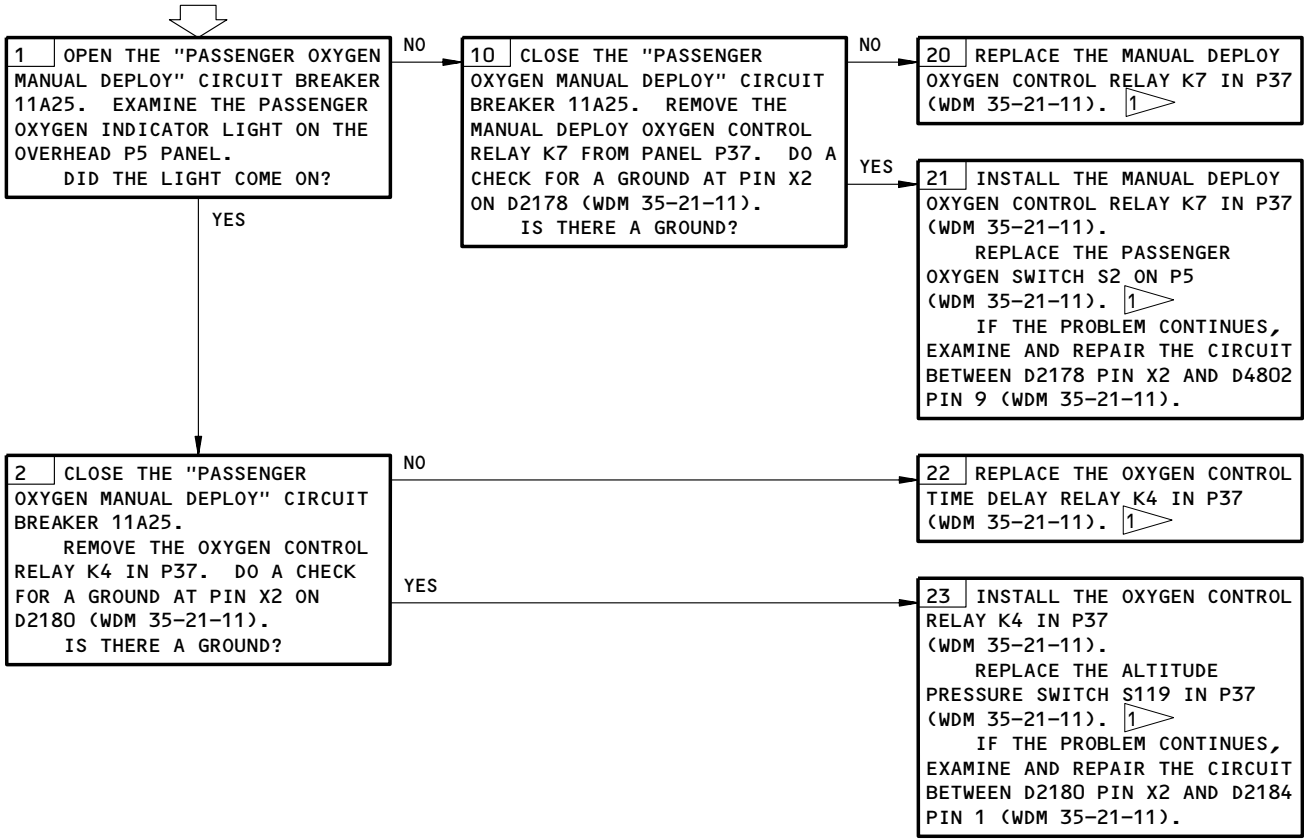 1 OPEN THE "PASSENGER OXYGEN
MANUAL DEPLOY" CIRCUIT BREAKER
11A25. EXAMINE THE PASSENGER
OXYGEN INDICATOR LIGHT ON THE
OVERHEAD P5 PANEL.
DID THE LIGHT COME ON?
NO
YES
10 CLOSE THE "PASSENGER
OXYGEN MANUAL DEPLOY" CIRCUIT
BREAKER 11A25. REMOVE THE
MANUAL DEPLOY OXYGEN CONTROL
RELAY K7 FROM PANEL P37. DO A
CHECK FOR A GROUND AT PIN X2
ON D2178 (WDM 35-21-11).
IS THERE A GROUND?
NO
YES
20 REPLACE THE MANUAL DEPLOY
OXYGEN CONTROL RELAY K7 IN P37
(WDM 35-21-11). 1
21 INSTALL THE MANUAL DEPLOY
OXYGEN CONTROL RELAY K7 IN P37
(WDM 35-21-11).
REPLACE THE PASSENGER
OXYGEN SWITCH S2 ON P5
(WDM 35-21-11). 1
IF THE PROBLEM CONTINUES,
EXAMINE AND REPAIR THE CIRCUIT
BETWEEN D2178 PIN X2 AND D4802
PIN 9 (WDM 35-21-11).
2 CLOSE THE "PASSENGER
OXYGEN MANUAL DEPLOY" CIRCUIT
BREAKER 11A25.
REMOVE THE OXYGEN CONTROL
RELAY K4 IN P37. DO A CHECK
FOR A GROUND AT PIN X2 ON
D2180 (WDM 35-21-11).
IS THERE A GROUND?
NO
YES
22 REPLACE THE OXYGEN CONTROL
TIME DELAY RELAY K4 IN P37
(WDM 35-21-11). 1
23 INSTALL THE OXYGEN CONTROL
RELAY K4 IN P37
(WDM 35-21-11).
REPLACE THE ALTITUDE
PRESSURE SWITCH S119 IN P37
(WDM 35-21-11). 1
IF THE PROBLEM CONTINUES,
EXAMINE AND REPAIR THE CIRCUIT
BETWEEN D2180 PIN X2 AND D2184
PIN 1 (WDM 35-21-11).